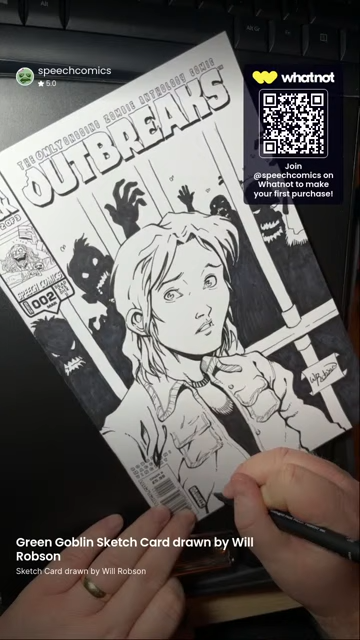 speechcomics
★ 5.0
whatnot
Join
@speechcomics on
Whatnot to make
your first purchase!
THE ONLY ONGOING ZOMBIE ANTHOLOGY COMIC
OUTBREAKS
002
Green Goblin Sketch Card drawn by Will
Robson
Sketch Card drawn by Will Robson